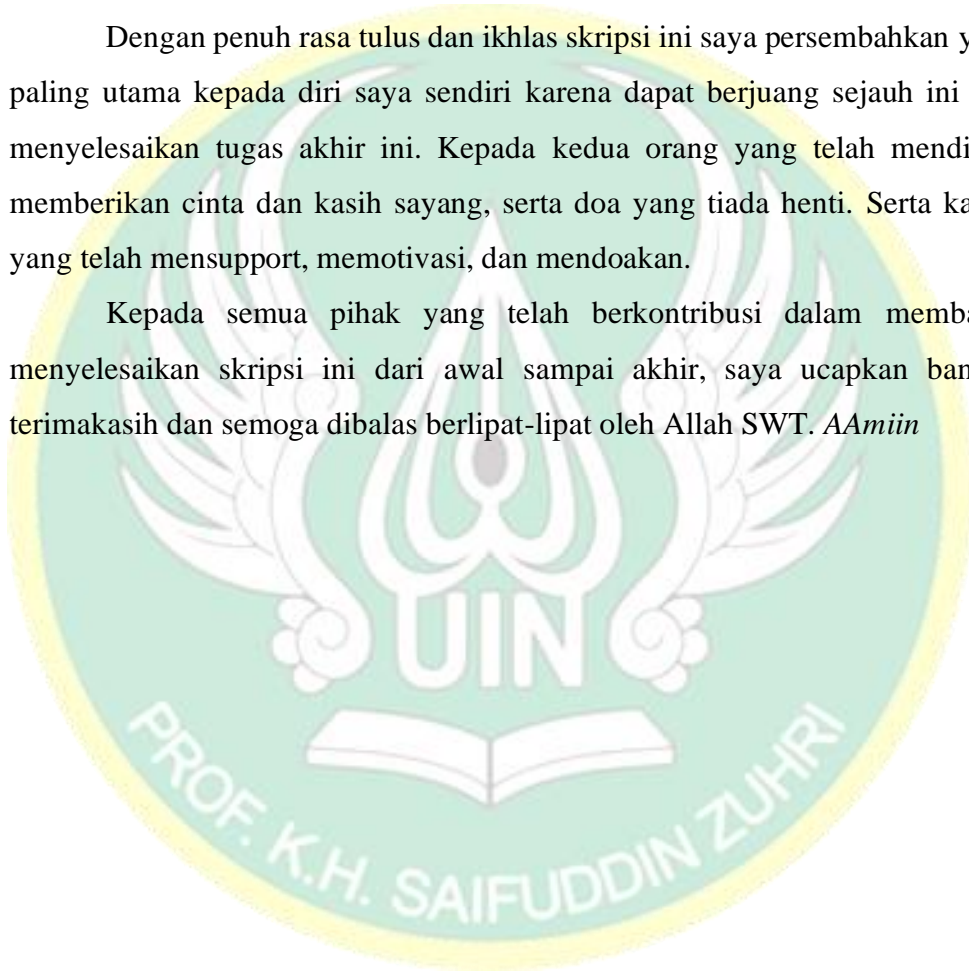 Dengan penuh rasa tulus dan ikhlas skripsi ini saya persembahkan
paling utama kepada diri saya sendiri karena dapat berjuang sejauh ini
menyelesaikan tugas akhir ini. Kepada kedua orang yang telah
memberikan cinta dan kasih sayang, serta doa yang tiada henti. Serta
yang telah mensupport, memotivasi, dan mendoakan.
Kepada semua pihak yang telah berkontribusi dalam
menyelesaikan skripsi ini dari awal sampai akhir, saya ucapkan
terimakasih dan semoga dibalas berlipat-lipat oleh Allah SWT. AAmiin
UIN
PROF. K.H. SAIFUDDIN ZUHRI